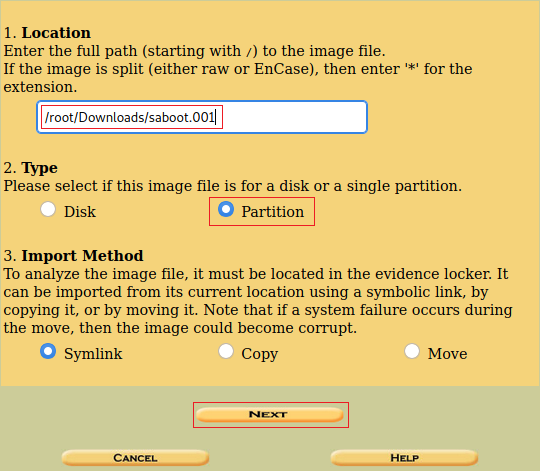 1. Location
Enter the full path (starting with /) to the image file.
If the image is split (either raw or EnCase), then enter '*' for the
extension.
/root/Downloads/saboot.001
2. Type
Please select if this image file is for a disk or a single partition.
Disk Partition
3. Import Method
To analyze the image file, it must be located in the evidence locker. It
can be imported from its current location using a symbolic link, by
copying it, or by moving it. Note that if a system failure occurs during
the move, then the image could become corrupt.
Symlink Copy Move
NEXT
CANCEL HELP